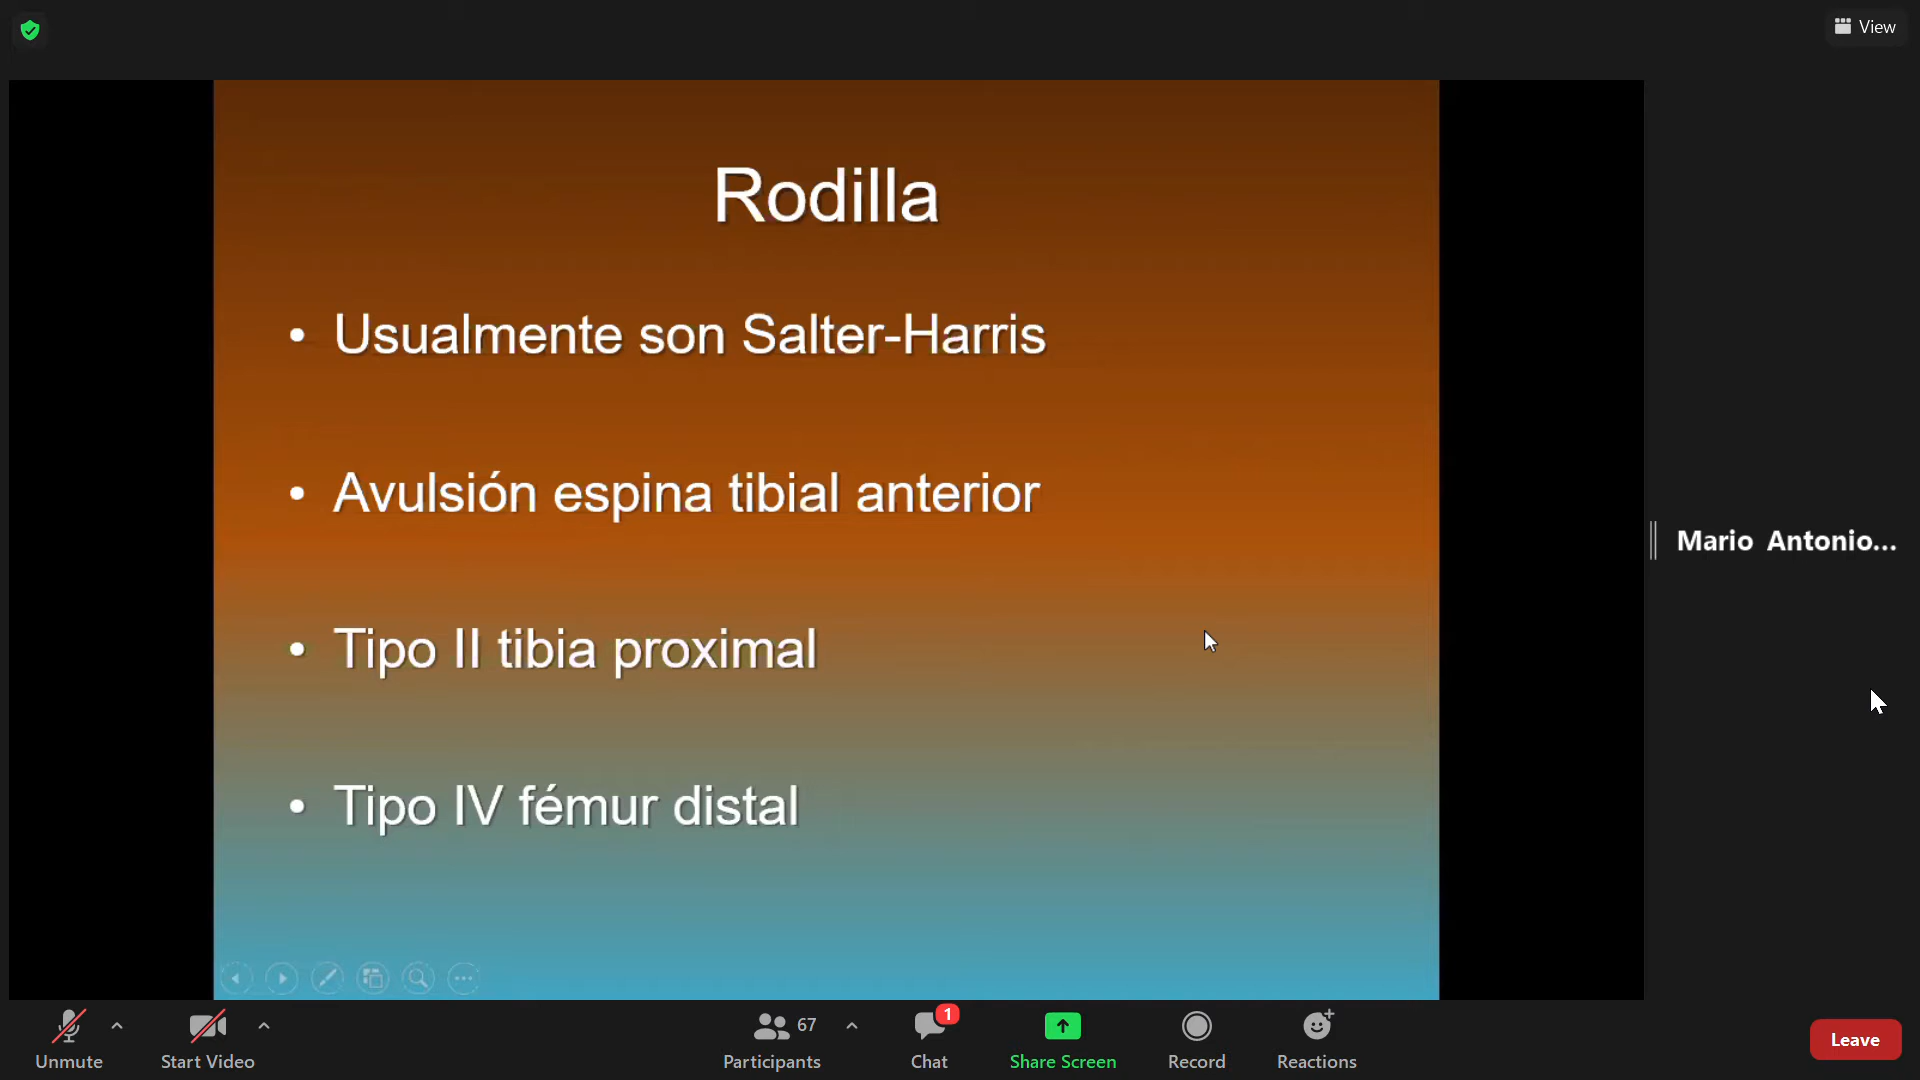 View
Rodilla
• Usualmente son Salter-Harris
• Avulsión espina tibial anterior
• Tipo II tibia proximal
• Tipo IV fémur distal
Mario Antonio...
Unmute
Start Video
67
Participants
1
Chat
Share Screen
Record
Reactions
Leave